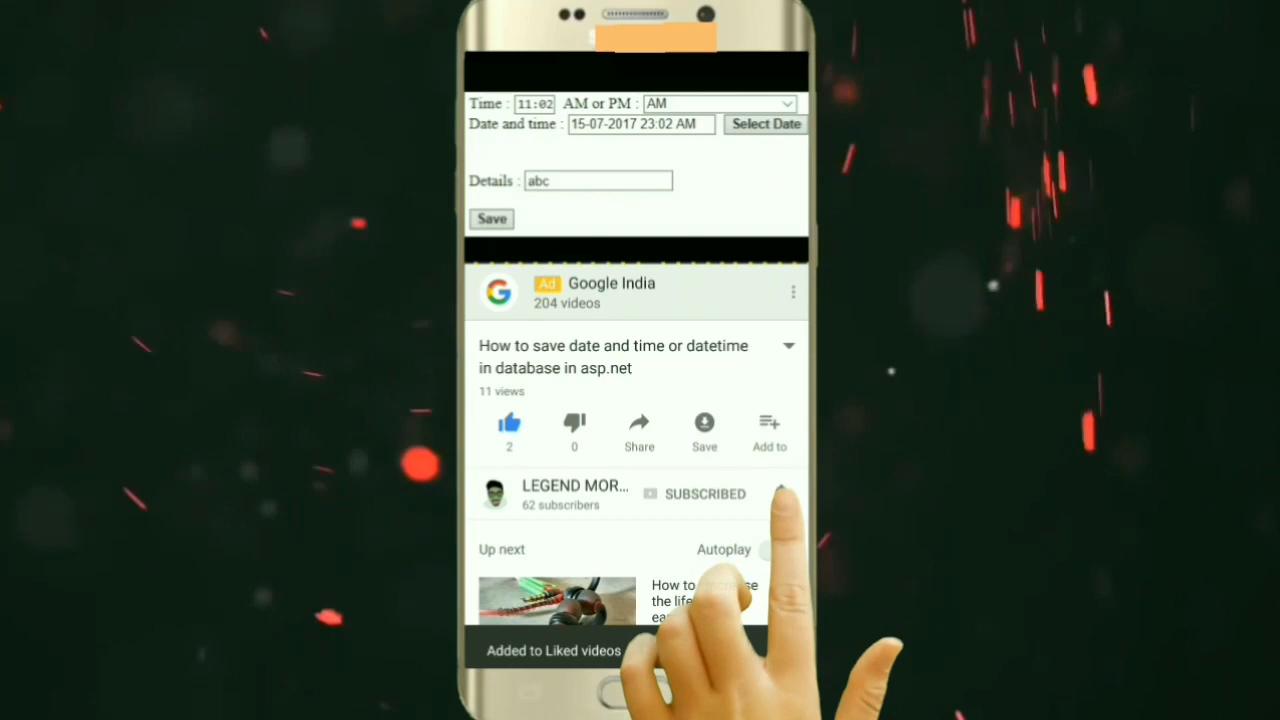 Time : 11:02 AM or PM : AM
Date and time : 15-07-2017 23:02 AM Select Date
Details : abc
Save
Ad Google India
204 videos
How to save date and time or datetime
in database in asp.net
11 views
2 0 Share Save Add to
LEGEND MOR... SUBSCRIBED
62 subscribers
Up next Autoplay
How to
the life
Added to Liked videos